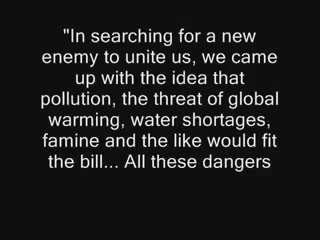 "In searching for a new
enemy to unite us, we came
up with the idea that
pollution, the threat of global
warming, water shortages,
famine and the like would fit
the bill... All these dangers